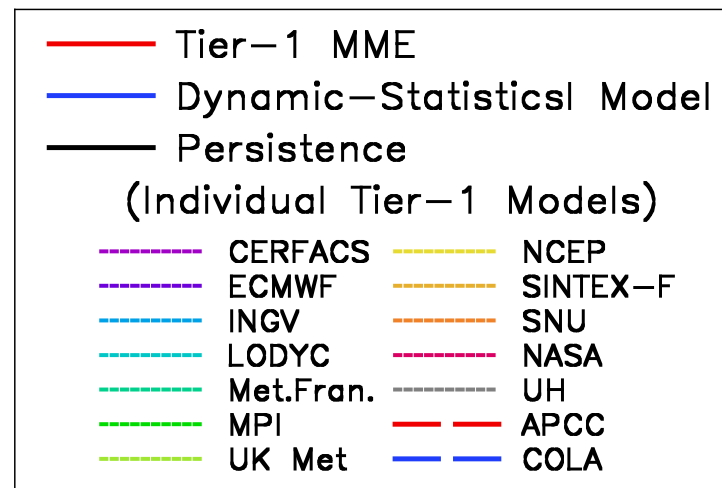 Tier-1 MME
Dynamic-Statisticsl Model
Persistence
(Individual Tier-1 Models)
CERFACS NCEP
ECMWF SINTEX-F
INGV SNU
LODYC NASA
Met.Fran. UH
MPI APCC
UK Met COLA